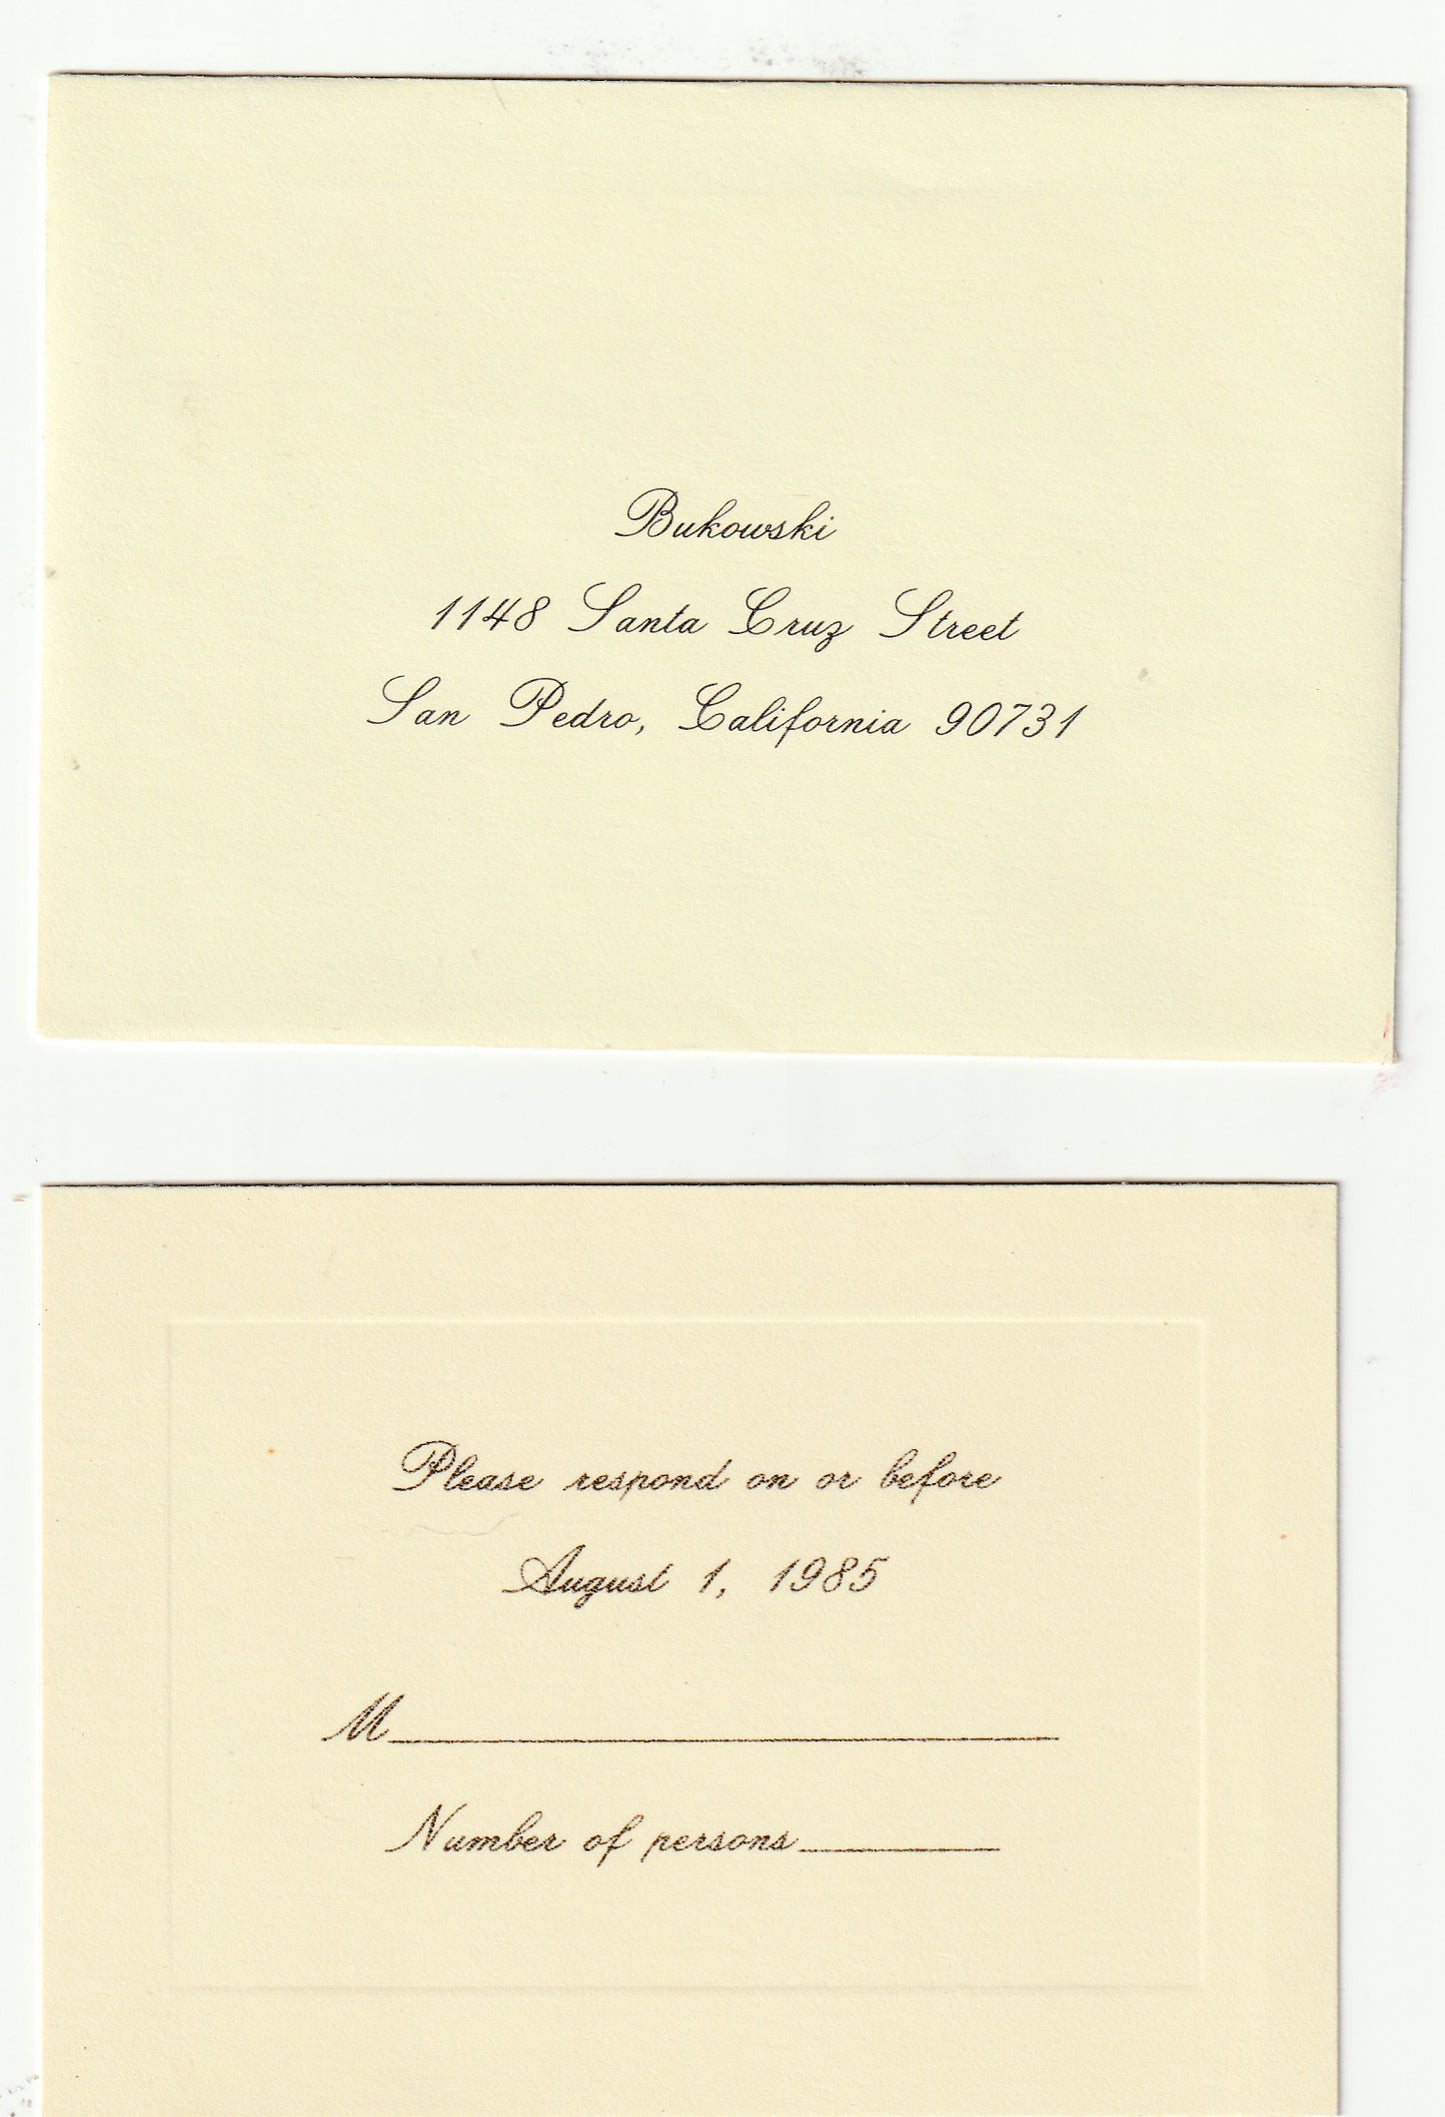 Bukowski
1148 Santa Cruz Street
San Pedro, California 90731
Please respond on or before
August 1, 1985
M
Number of persons